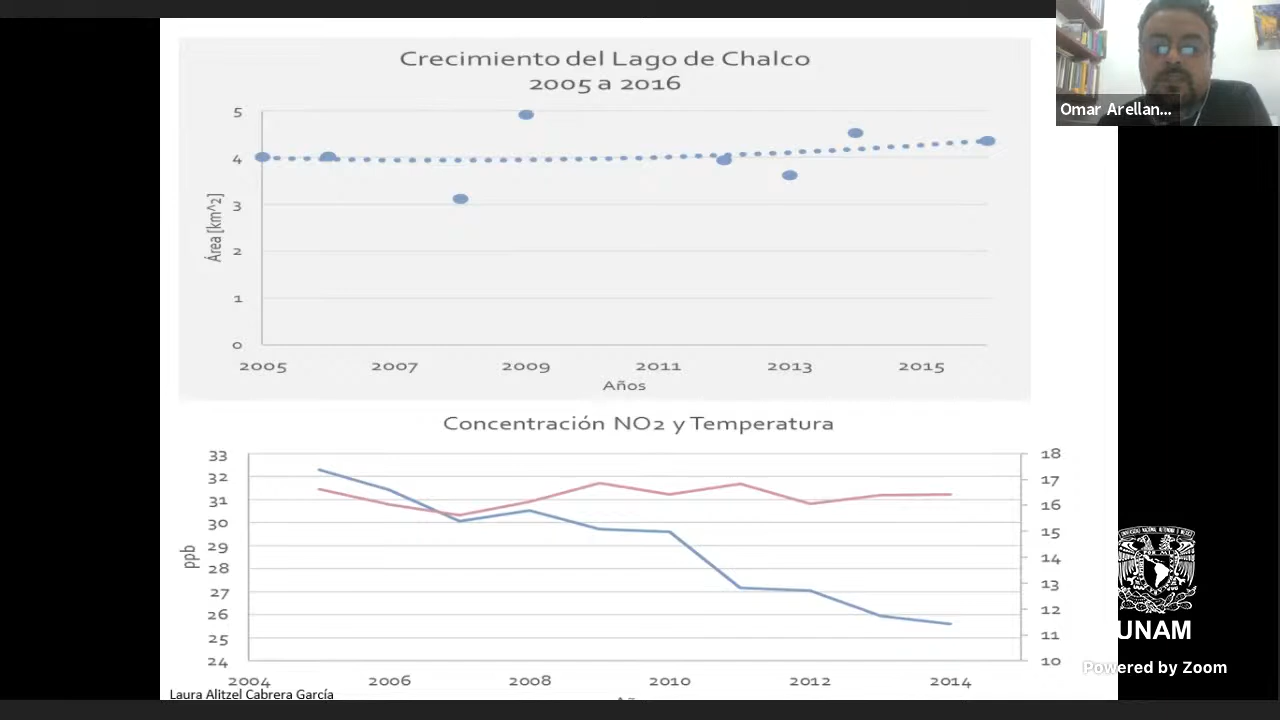 Crecimiento del Lago de Chalco
2005 a 2016
5
4
3
2
1
0
Área [km^2]
2005 2007 2009 2011 2013 2015
Años
Concentración NO2 y Temperatura
33
32
31
30
29
28
27
26
25
24
ppb
18
17
16
15
14
13
12
11
10
2004 2006 2008 2010 2012 2014
Laura Alitzel Cabrera García
Omar Arellan...
UNAM
Powered by Zoom